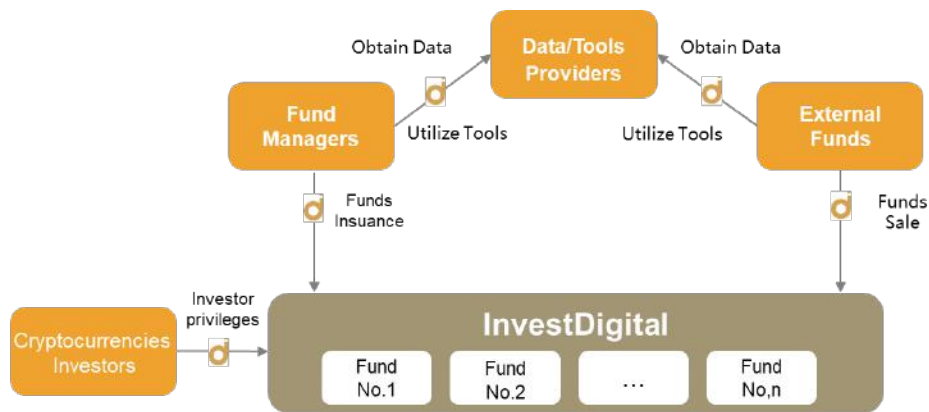 Obtain Data
Data/Tools
Providers
Obtain Data
Fund
Managers
Utilize Tools
Utilize Tools
External
Funds
Funds
Insuance
Funds
Sale
Investor
privileges
Cryptocurrencies
Investors
InvestDigital
Fund
No.1
Fund
No.2
...
Fund
No,n